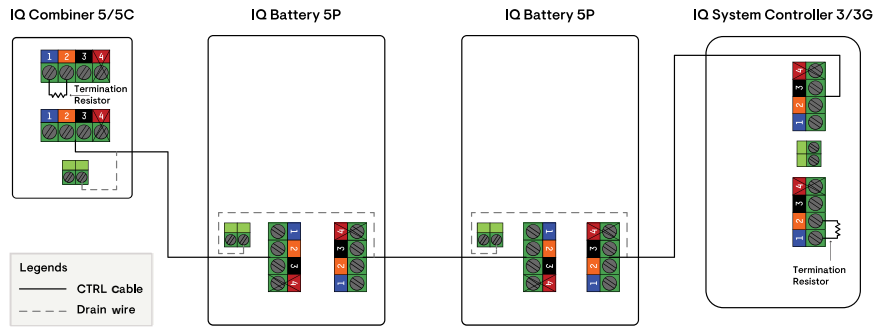 IQ Combiner 5/5C
IQ Battery 5P
IQ Battery 5P
IQ System Controller 3/3G
1 2 3 4
Termination
Resistor
1 2 3 4
1
2
3
4
4
3
2
1
1
2
3
4
4
3
2
1
4
3
2
1
4
3
2
1
Termination
Resistor
Legends
CTRL cable
Drain wire